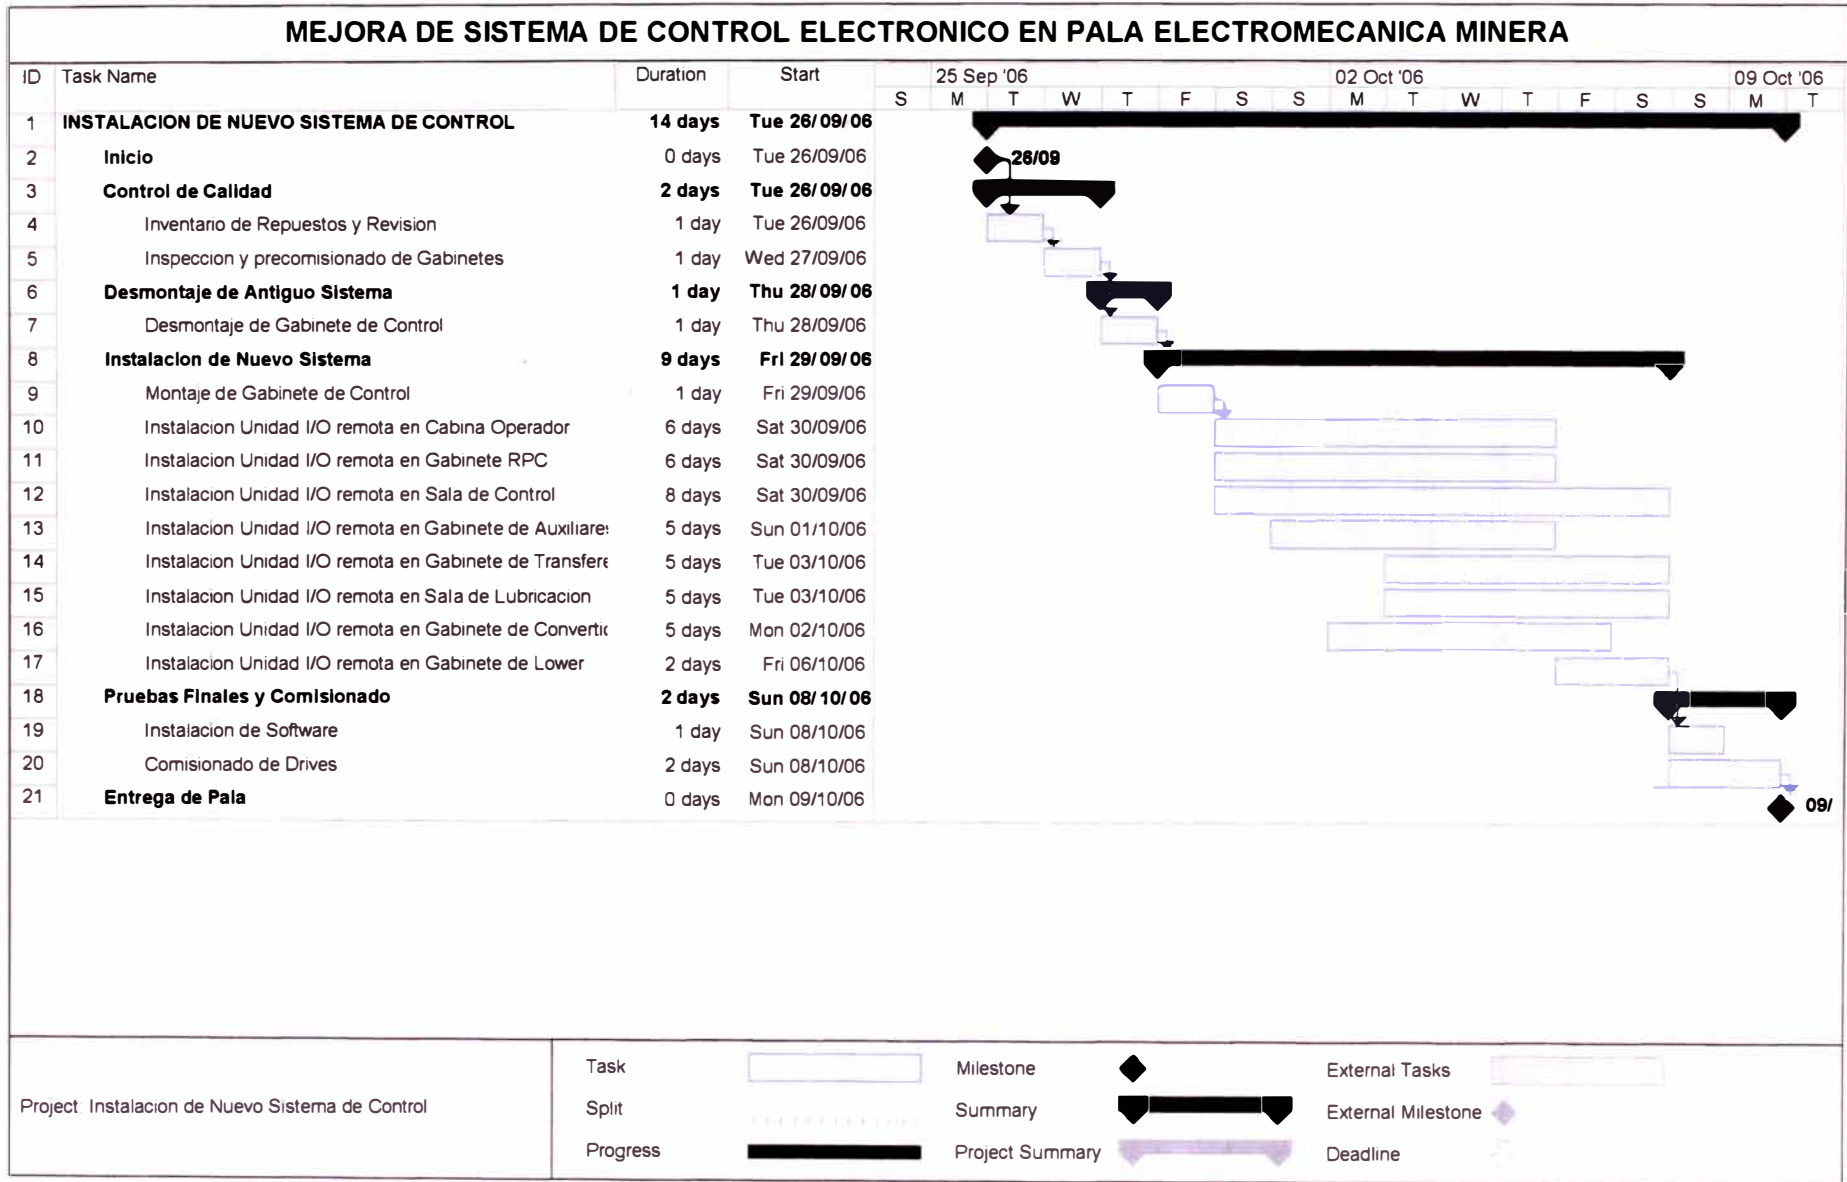 MEJORA DE SISTEMA DE CONTROL ELECTRONICO EN PALA ELECTROMECANICA MINERA
ID Task Name Duration Start 25 Sep '06 02 Oct '06 09 Oct '06
S M T W T F S S M T W T F S S M T
1 INSTALACION DE NUEVO SISTEMA DE CONTROL 14 days Tue 26/09/06
2 Inicio 0 days Tue 26/09/06 26/09
3 Control de Calidad 2 days Tue 26/09/06
4 Inventario de Repuestos y Revision 1 day Tue 26/09/06
5 Inspeccion y precomisionado de Gabinetes 1 day Wed 27/09/06
6 Desmontaje de Antiguo Sistema 1 day Thu 28/09/06
7 Desmontaje de Gabinete de Control 1 day Thu 28/09/06
8 Instalacion de Nuevo Sistema 9 days Fri 29/09/06
9 Montaje de Gabinete de Control 1 day Fri 29/09/06
10 Instalacion Unidad I/O remota en Cabina Operador 6 days Sat 30/09/06
11 Instalacion Unidad I/O remota en Gabinete RPC 6 days Sat 30/09/06
12 Instalacion Unidad I/O remota en Sala de Control 8 days Sat 30/09/06
13 Instalacion Unidad I/O remota en Gabinete de Auxiliares 5 days Sun 01/10/06
14 Instalacion Unidad I/O remota en Gabinete de Transfere 5 days Tue 03/10/06
15 Instalacion Unidad I/O remota en Sala de Lubricacion 5 days Tue 03/10/06
16 Instalacion Unidad I/O remota en Gabinete de Convertic 5 days Mon 02/10/06
17 Instalacion Unidad I/O remota en Gabinete de Lower 2 days Fri 06/10/06
18 Pruebas Finales y Comisionado 2 days Sun 08/10/06
19 Instalacion de Software 1 day Sun 08/10/06
20 Comisionado de Drives 2 days Sun 08/10/06
21 Entrega de Pala 0 days Mon 09/10/06 09/
Project: Instalacion de Nuevo Sistema de Control
Task Milestone External Tasks
Split Summary External Milestone
Progress Project Summary Deadline